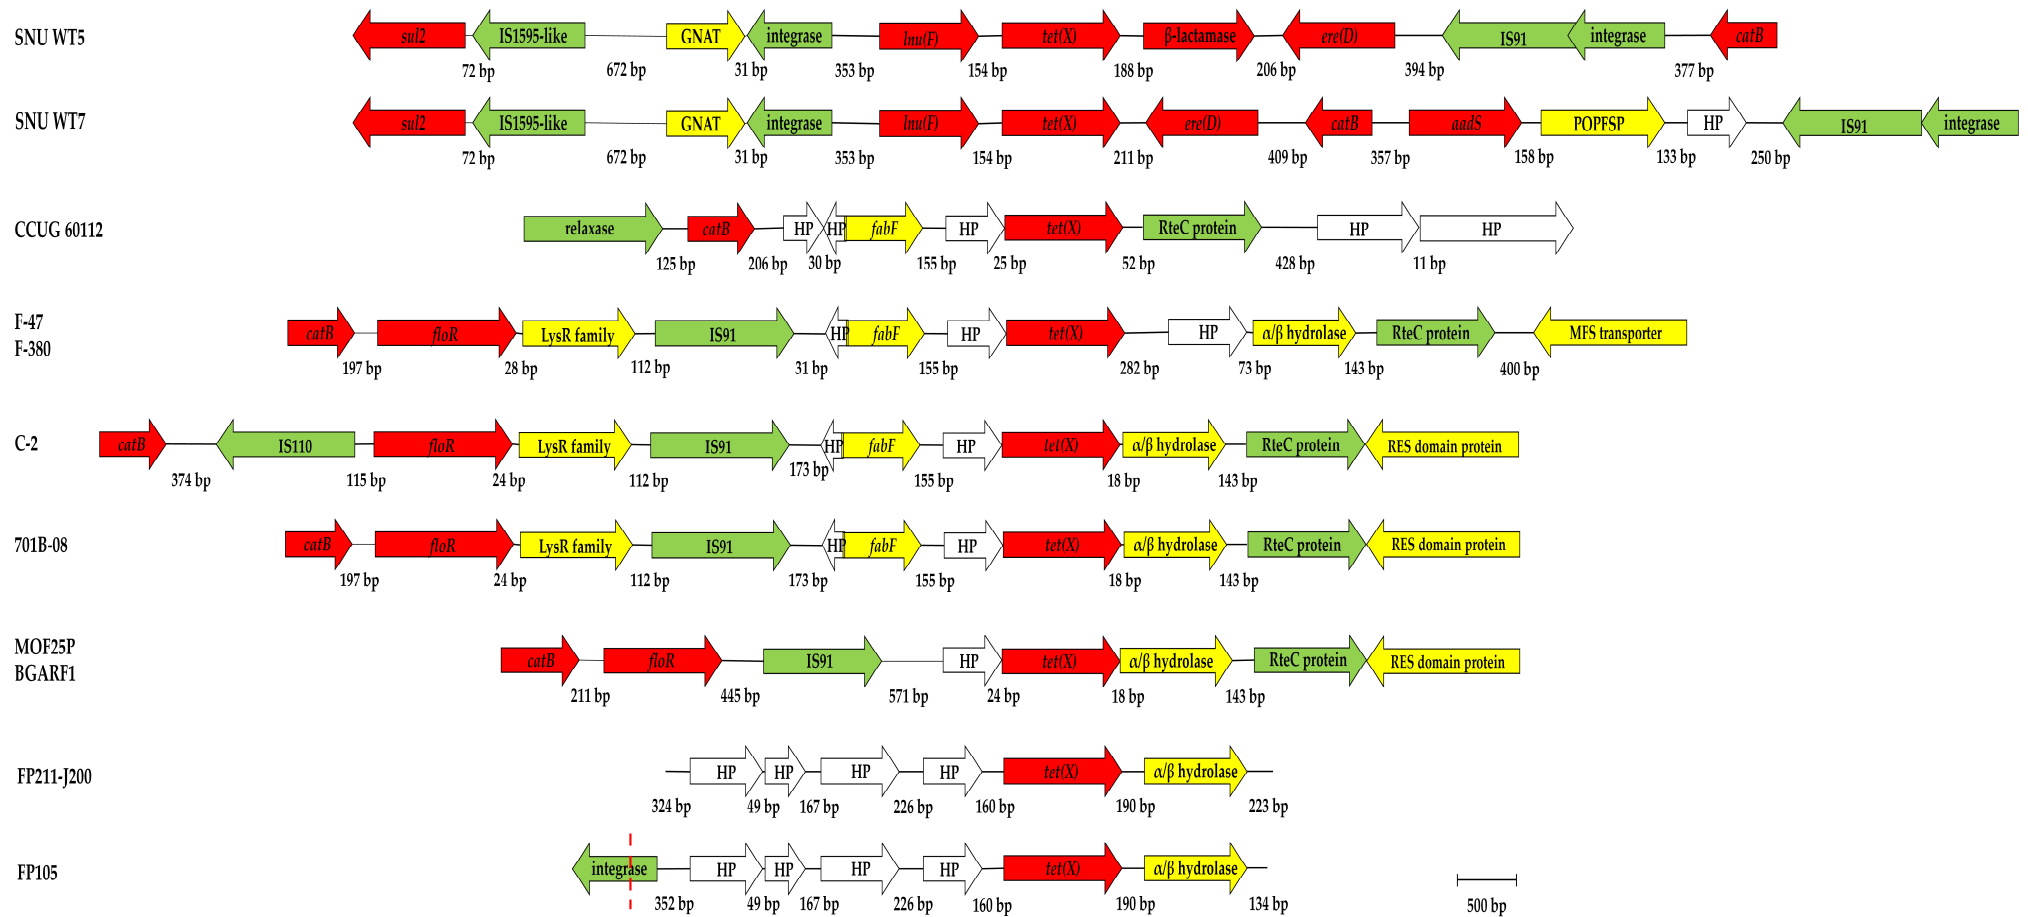 SNU WT5 sul2 IS1595-like GNAT integrase lnu(F) tet(X) β-lactamase ere(D) IS91 integrase catB
72 bp 672 bp 31 bp 353 bp 154 bp 188 bp 206 bp 394 bp 377 bp
SNU WT7 sul2 IS1595-like GNAT integrase lnu(F) tet(X) ere(D) catB aadS POPFSP HP IS91 integrase
72 bp 672 bp 31 bp 353 bp 154 bp 211 bp 409 bp 357 bp 158 bp 133 bp 250 bp
CCUG 60112 relaxase catB HP HP fabF HP tet(X) RteC protein HP HP
125 bp 206 bp 30 bp 155 bp 25 bp 52 bp 428 bp 11 bp
F-47
F-380
catB floR LysR family IS91 HP fabF HP tet(X) HP α/β hydrolase RteC protein MFS transporter
197 bp 28 bp 112 bp 31 bp 155 bp 282 bp 73 bp 143 bp 400 bp
C-2 catB IS110 floR LysR family IS91 HP fabF HP tet(X) α/β hydrolase RteC protein RES domain protein
374 bp 115 bp 24 bp 112 bp 173 bp 155 bp 18 bp 143 bp
701B-08 catB floR LysR family IS91 HP fabF HP tet(X) α/β hydrolase RteC protein RES domain protein
197 bp 24 bp 112 bp 173 bp 155 bp 18 bp 143 bp
MOF25P
BGARF1
catB floR IS91 HP tet(X) α/β hydrolase RteC protein RES domain protein
211 bp 445 bp 571 bp 24 bp 18 bp 143 bp
FP211-J200 HP HP HP HP tet(X) α/β hydrolase
324 bp 49 bp 167 bp 226 bp 160 bp 190 bp 223 bp
FP105 integrase HP HP HP HP tet(X) α/β hydrolase
352 bp 49 bp 167 bp 226 bp 160 bp 190 bp 134 bp 500 bp